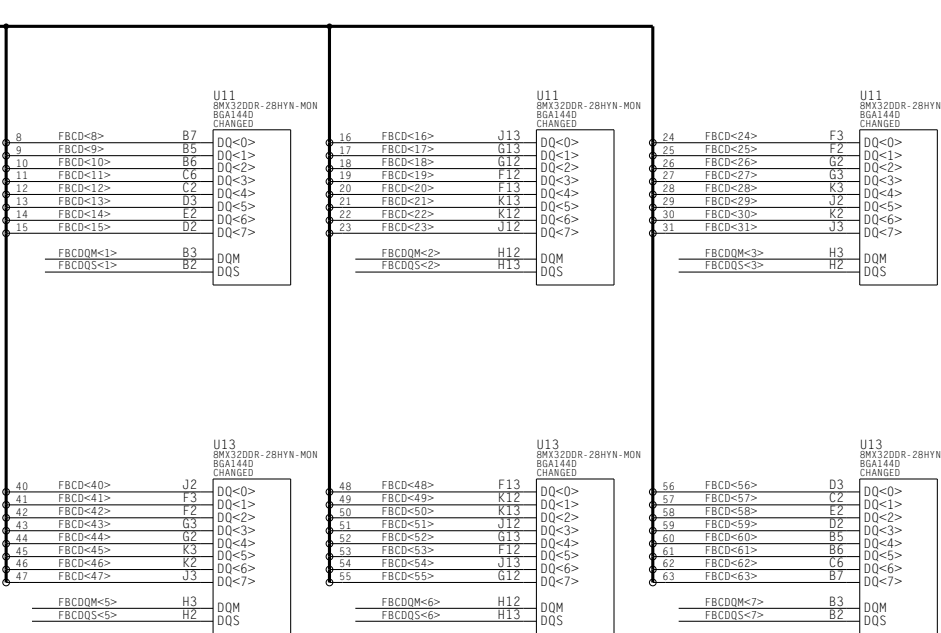 U11
8MX32DDR-28HYN-MON
BGA144D
CHANGED
8 FBCD<8> B7 DQ<0>
9 FBCD<9> B5 DQ<1>
10 FBCD<10> B6 DQ<2>
11 FBCD<11> C6 DQ<3>
12 FBCD<12> C2 DQ<4>
13 FBCD<13> D3 DQ<5>
14 FBCD<14> E2 DQ<6>
15 FBCD<15> D2 DQ<7>
FBCDQM<1> B3 DQM
FBCDQS<1> B2 DQS
U11
8MX32DDR-28HYN-MON
BGA144D
CHANGED
16 FBCD<16> J13 DQ<0>
17 FBCD<17> G13 DQ<1>
18 FBCD<18> G12 DQ<2>
19 FBCD<19> F12 DQ<3>
20 FBCD<20> F13 DQ<4>
21 FBCD<21> K13 DQ<5>
22 FBCD<22> K12 DQ<6>
23 FBCD<23> J12 DQ<7>
FBCDQM<2> H12 DQM
FBCDQS<2> H13 DQS
U11
8MX32DDR-28HYN
BGA144D
CHANGED
24 FBCD<24> F3 DQ<0>
25 FBCD<25> F2 DQ<1>
26 FBCD<26> G2 DQ<2>
27 FBCD<27> G3 DQ<3>
28 FBCD<28> K3 DQ<4>
29 FBCD<29> J2 DQ<5>
30 FBCD<30> K2 DQ<6>
31 FBCD<31> J3 DQ<7>
FBCDQM<3> H3 DQM
FBCDQS<3> H2 DQS
U13
8MX32DDR-28HYN-MON
BGA144D
CHANGED
40 FBCD<40> J2 DQ<0>
41 FBCD<41> F3 DQ<1>
42 FBCD<42> F2 DQ<2>
43 FBCD<43> G3 DQ<3>
44 FBCD<44> G2 DQ<4>
45 FBCD<45> K3 DQ<5>
46 FBCD<46> K2 DQ<6>
47 FBCD<47> J3 DQ<7>
FBCDQM<5> H3 DQM
FBCDQS<5> H2 DQS
U13
8MX32DDR-28HYN-MON
BGA144D
CHANGED
48 FBCD<48> F13 DQ<0>
49 FBCD<49> K12 DQ<1>
50 FBCD<50> K13 DQ<2>
51 FBCD<51> J12 DQ<3>
52 FBCD<52> G13 DQ<4>
53 FBCD<53> F12 DQ<5>
54 FBCD<54> J13 DQ<6>
55 FBCD<55> G12 DQ<7>
FBCDQM<6> H12 DQM
FBCDQS<6> H13 DQS
U13
8MX32DDR-28HYN
BGA144D
CHANGED
56 FBCD<56> D3 DQ<0>
57 FBCD<57> C2 DQ<1>
58 FBCD<58> E2 DQ<2>
59 FBCD<59> D2 DQ<3>
60 FBCD<60> B5 DQ<4>
61 FBCD<61> B6 DQ<5>
62 FBCD<62> C6 DQ<6>
63 FBCD<63> B7 DQ<7>
FBCDQM<7> B3 DQM
FBCDQS<7> B2 DQS